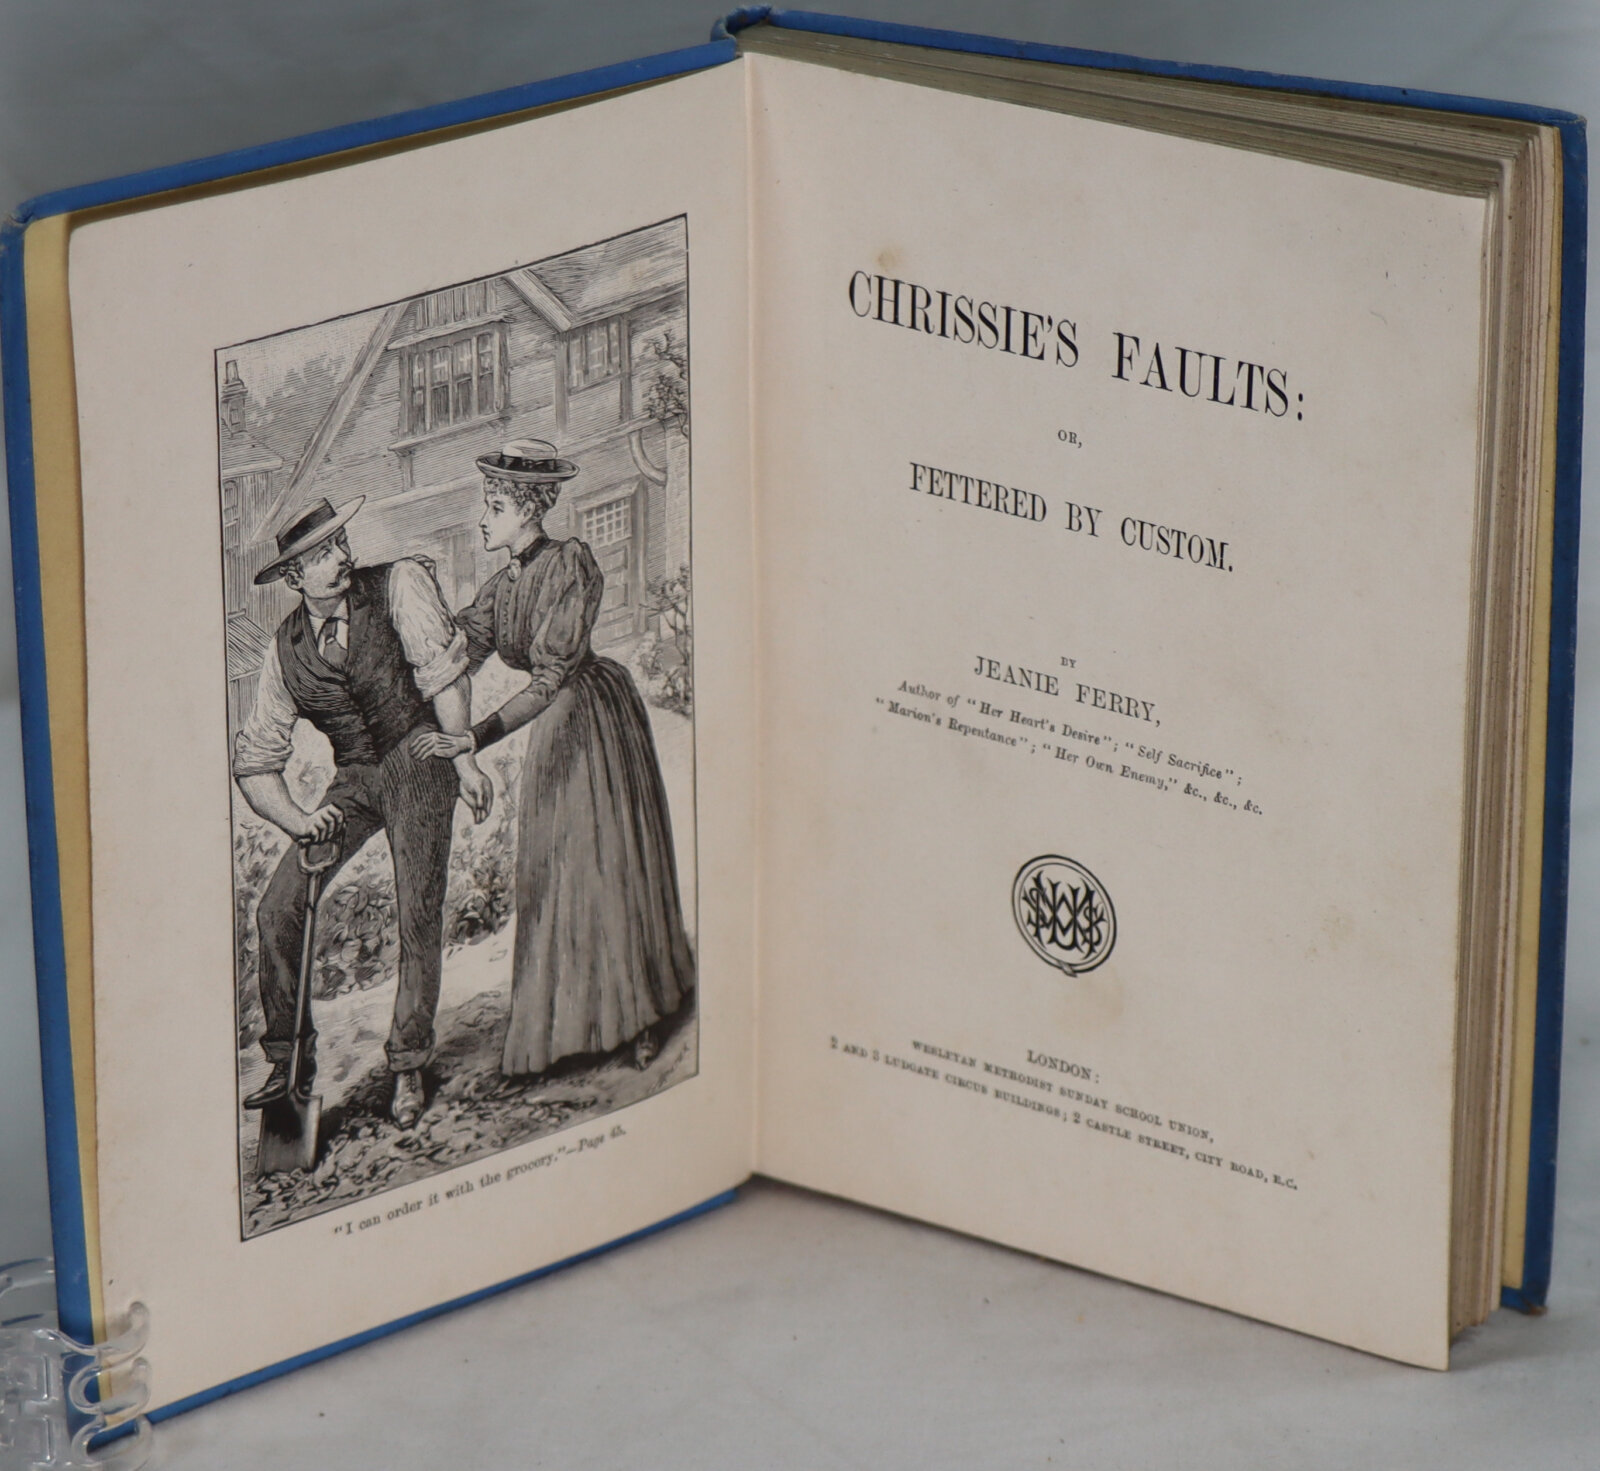 "I can order it with the grocery."—Page 45.
CHRISSIE'S FAULTS:
OR,
FETTERED BY CUSTOM.
BY
JEANIE FERRY,
Author of "Her Heart's Desire"; "Self Sacrifice";
"Marion's Repentance"; "Her Own Enemy," &c., &c., &c.
LONDON:
WESLEYAN METHODIST SUNDAY SCHOOL UNION,
2 AND 3 LUDGATE CIRCUS BUILDINGS; 2 CASTLE STREET, CITY ROAD, E.C.